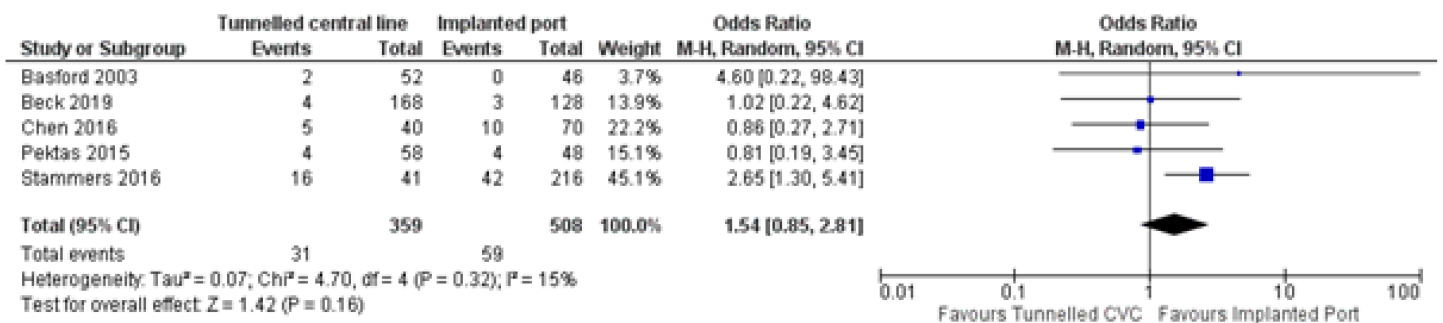 Tunnelled central line Implanted port Odds Ratio Odds Ratio
Study or Subgroup Events Total Events Total Weight M-H, Random, 95% CI M-H, Random, 95% CI
Basford 2003 2 52 0 46 3.7% 4.60 [0.22, 98.43]
Beck 2019 4 168 3 128 13.9% 1.02 [0.22, 4.62]
Chen 2016 5 40 10 70 22.2% 0.86 [0.27, 2.71]
Pektas 2015 4 58 4 48 15.1% 0.81 [0.19, 3.45]
Stammers 2016 16 41 42 216 45.1% 2.65 [1.30, 5.41]
Total (95% CI) 359 508 100.0% 1.54 [0.85, 2.81]
Total events 31 59
Heterogeneity: Tau² = 0.07; Chi² = 4.70, df = 4 (P = 0.32); I² = 15%
Test for overall effect: Z = 1.42 (P = 0.16)
0.01 0.1 1 10 100
Favours Tunnelled CVC Favours Implanted Port